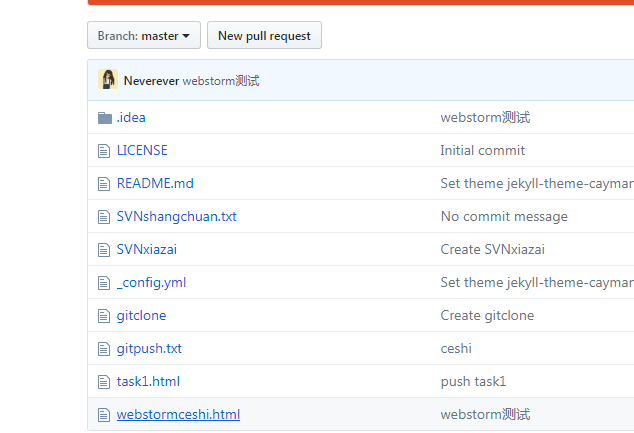 Branch: master New pull request
Neverever webstorm测试
.idea webstorm测试
LICENSE Initial commit
README.md Set theme jekyll-theme-cayman
SVNshangchuan.txt No commit message
SVNxiazai Create SVNxiazai
_config.yml Set theme jekyll-theme-cayman
gitclone Create gitclone
gitpush.txt ceshi
task1.html push task1
webstormceshi.html webstorm测试